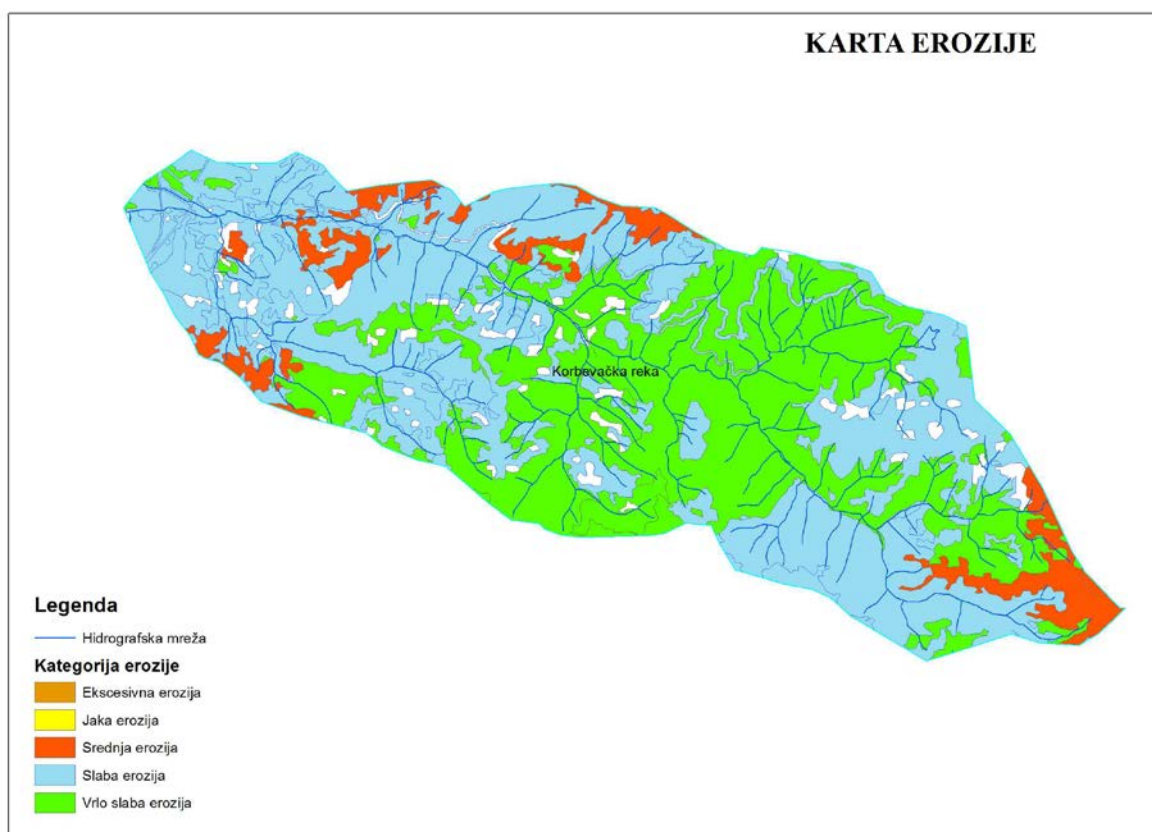 KARTA EROZIJE
Korbevačka reka
Legenda
Hidrografska mreža
Kategorija erozije
Ekscesivna erozija
Jaka erozija
Srednja erozija
Slaba erozija
Vrlo slaba erozija